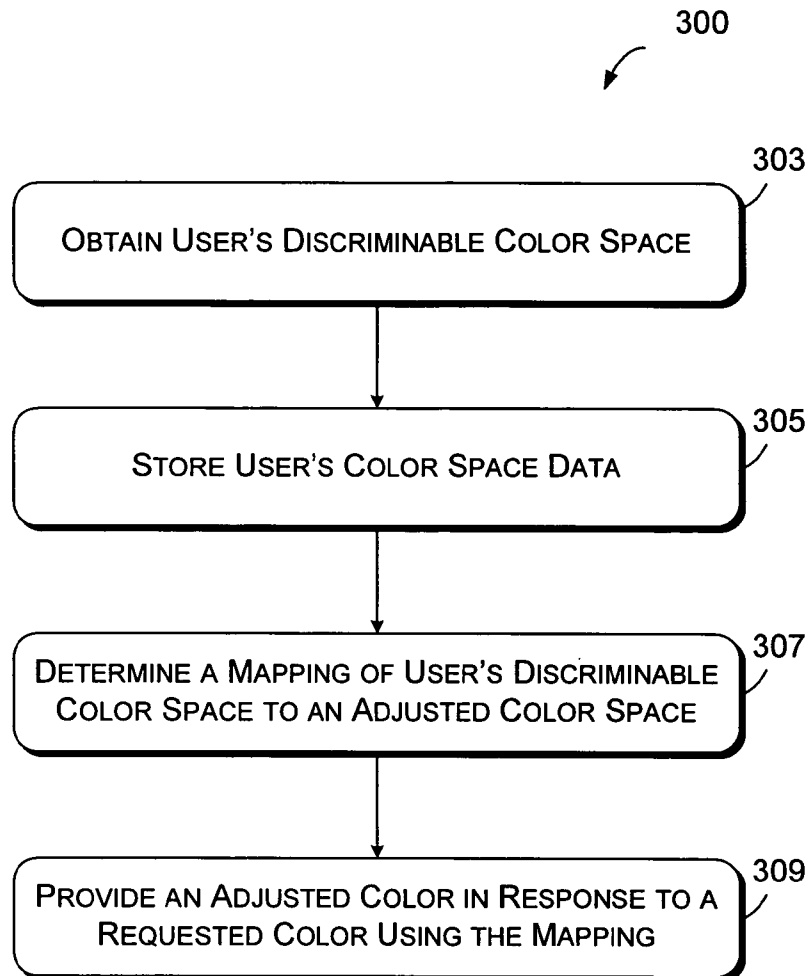 300
303
OBTAIN USER'S DISCRIMINABLE COLOR SPACE
305
STORE USER'S COLOR SPACE DATA
307
DETERMINE A MAPPING OF USER'S DISCRIMINABLE
COLOR SPACE TO AN ADJUSTED COLOR SPACE
309
PROVIDE AN ADJUSTED COLOR IN RESPONSE TO A
REQUESTED COLOR USING THE MAPPING